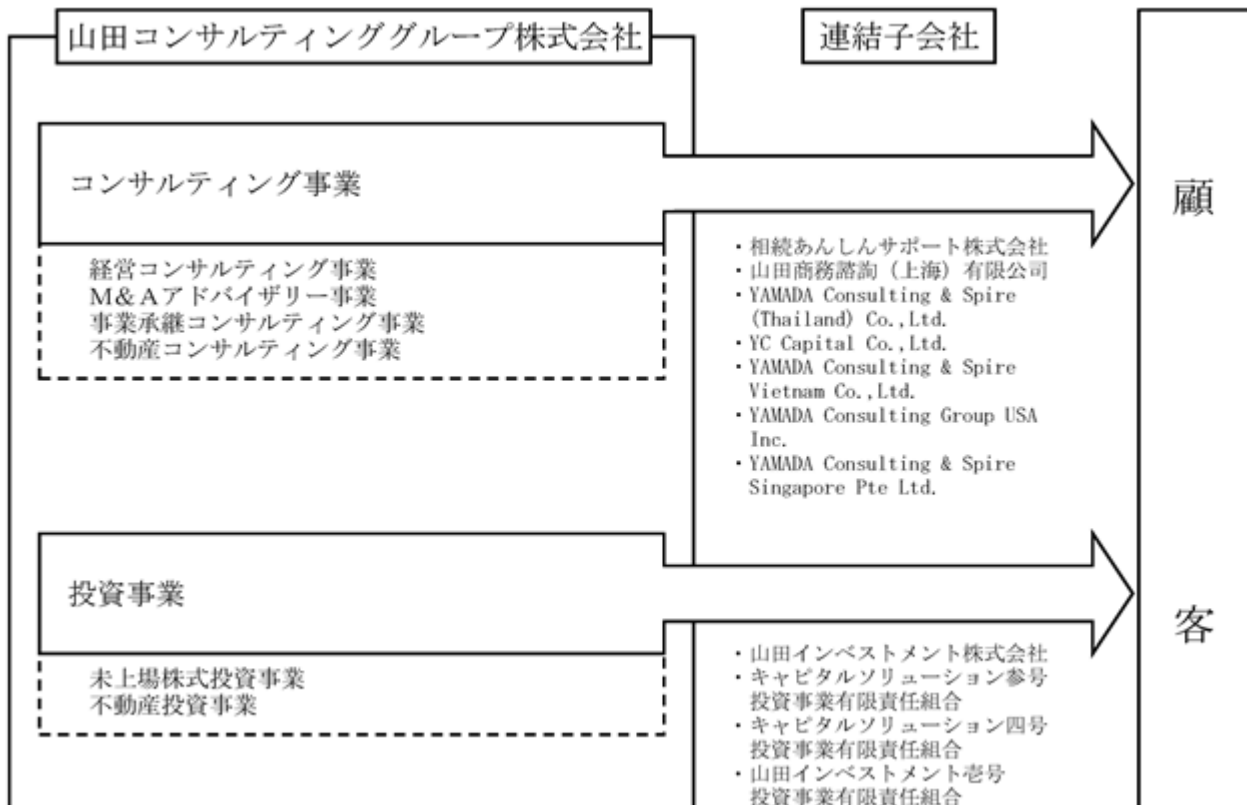 山田コンサルティンググループ株式会社
連結子会社
コンサルティング事業
経営コンサルティング事業
M&Aアドバイザリー事業
事業承継コンサルティング事業
不動産コンサルティング事業
・相続あんしんサポート株式会社
・山田商務諮詢（上海）有限公司
・YAMADA Consulting & Spire
(Thailand) Co.,Ltd.
・YC Capital Co.,Ltd.
・YAMADA Consulting & Spire
Vietnam Co.,Ltd.
・YAMADA Consulting Group USA
Inc.
・YAMADA Consulting & Spire
Singapore Pte Ltd.
投資事業
未上場株式投資事業
不動産投資事業
・山田インベストメント株式会社
・キャピタルソリューション参号
投資事業有限責任組合
・キャピタルソリューション四号
投資事業有限責任組合
・山田インベストメント壱号
投資事業有限責任組合
顧
客